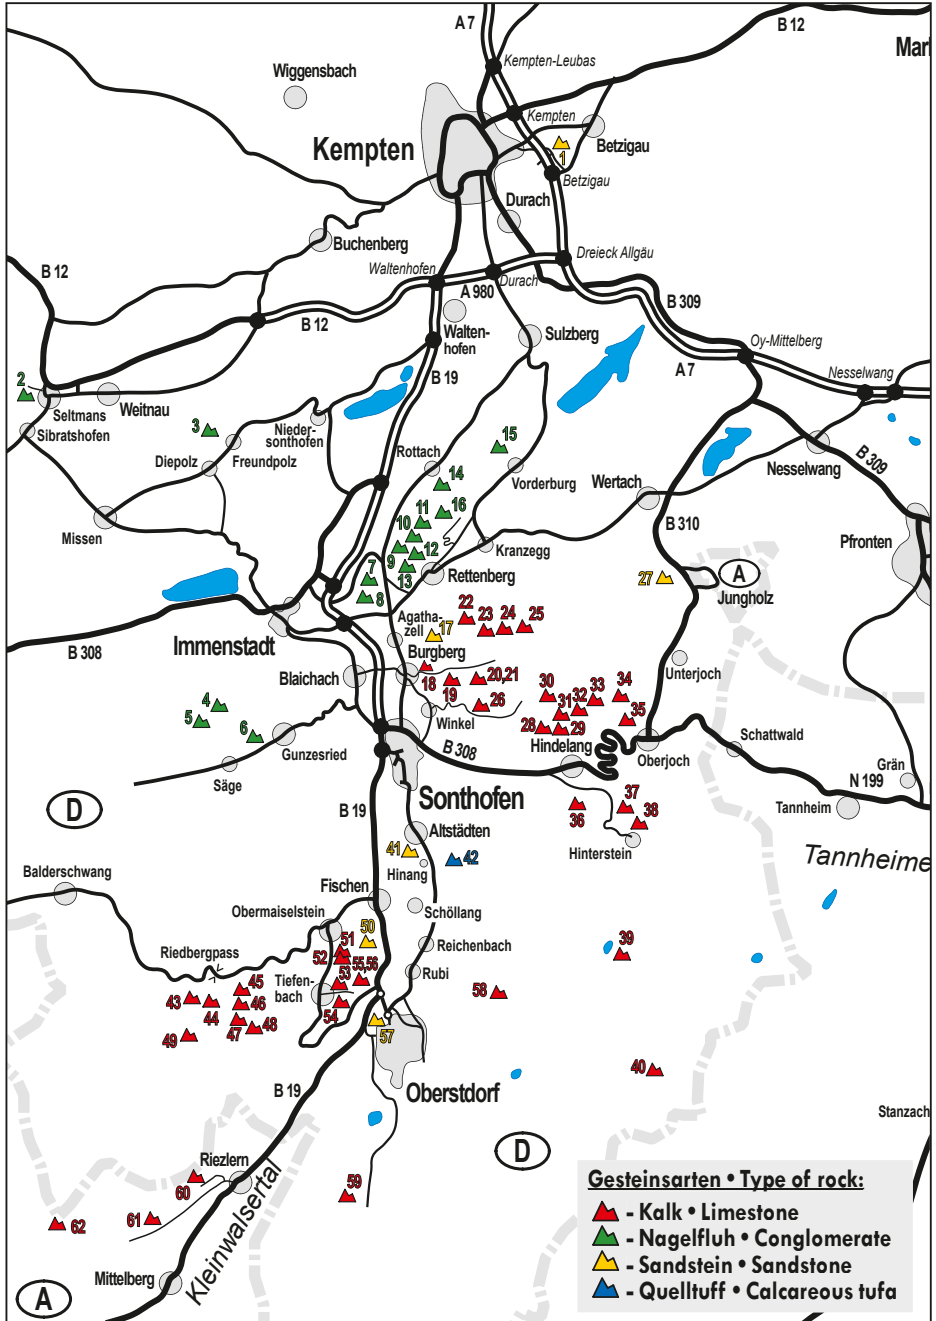 A 7
B 12
Mar
Kempten-Leubas
Wiggensbach
Kempten
Kempten
Betzigau
1
Betzigau
Durach
Buchenberg
Dreieck Allgäu
Waltenhofen
B 12
Durach
A 980
B 309
B 12
Walten-
hofen
Sulzberg
Oy-Mittelberg
A 7
Nesselwang
B 19
2
Seltmans
Weitnau
Sibratshofen
3
Nieder-
sonthofen
Freundpolz
Diepolz
15
Rottach
Vorderburg
Nesselwang
B 309
14
Wertach
16
11
Missen
10
B 310
Kranzegg
Pfronten
9
12
13
7
Rettenberg
27
A
Jungholz
8
22
23
24
25
Agatha-
zell
17
Immenstadt
B 308
Burgberg
Blaichach
18
19
20,21
Unterjoch
26
30
31
32
33
34
35
4
5
6
Winkel
28
29
Gunzesried
B 308
Hindelang
Oberjoch
Schattwald
Säge
Grän
N 199
D
B 19
Sonthofen
36
37
38
Tannheim
Altstädten
Hinterstein
41
42
Hinang
Tannheime
Balderschwang
Fischen
Obermaiselstein
Schöllang
50
51
52
Reichenbach
39
Riedbergpass
53
55,56
Rubi
Tiefen-
bach
45
43
46
44
54
58
47
48
49
57
40
B 19
Oberstdorf
Stanzach
D
Riezlern
60
59
61
62
Kleinwalsertal
Mittelberg
A
Gesteinsarten • Type of rock:
- Kalk • Limestone
- Nagelfluh • Conglomerate
- Sandstein • Sandstone
- Quelltuff • Calcareous tufa